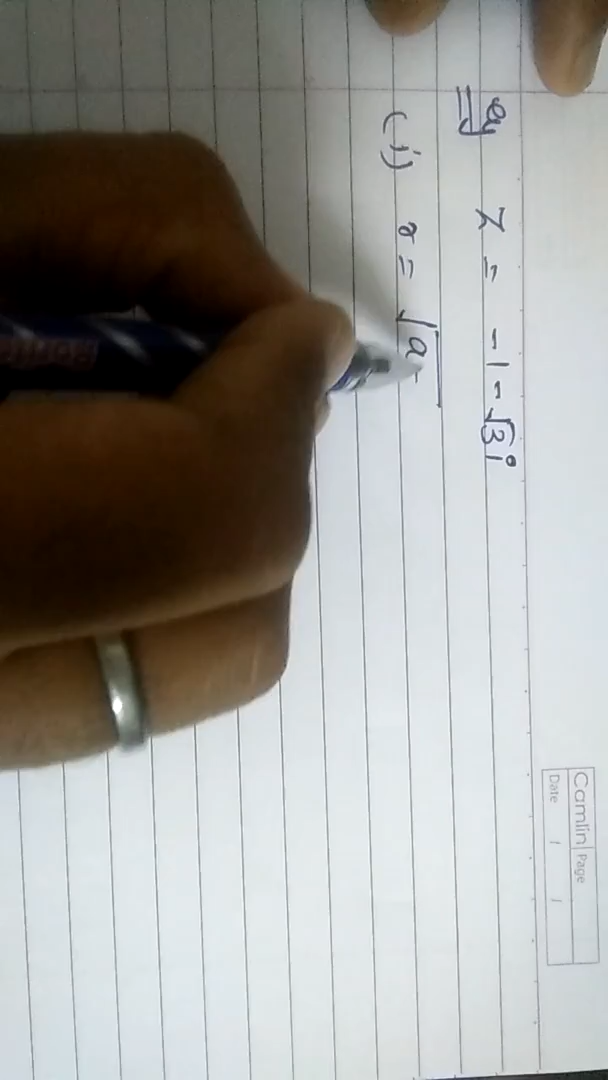 Camlin Page
Date / /
Eg z = -1 - √3i
(i) r = √a